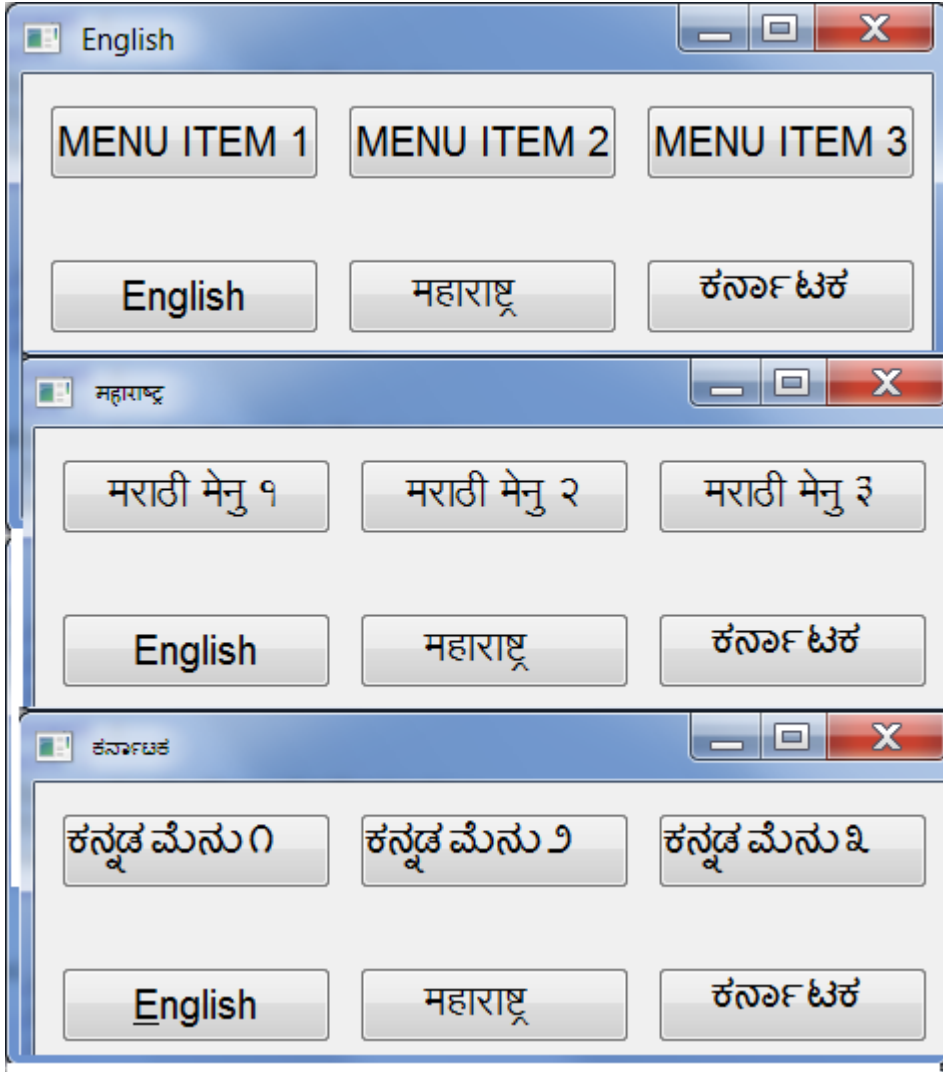 English
MENU ITEM 1 MENU ITEM 2 MENU ITEM 3
English महाराष्ट्र ಕರ್ನಾಟಕ
महाराष्ट्र
मराठी मेनु १ मराठी मेनु २ मराठी मेनु ३
English महाराष्ट्र ಕರ್ನಾಟಕ
ಕರ್ನಾಟಕ
ಕನ್ನಡ ಮೆನು ೧ ಕನ್ನಡ ಮೆನು ೨ ಕನ್ನಡ ಮೆನು ೩
English महाराष्ट्र ಕರ್ನಾಟಕ